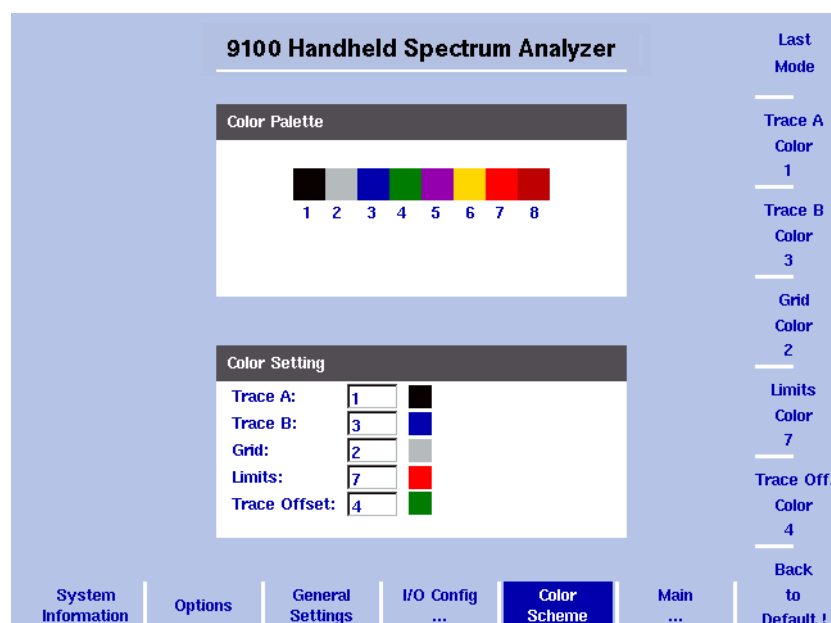 9100 Handheld Spectrum Analyzer
Color Palette
1 2 3 4 5 6 7 8
Color Setting
Trace A: 1
Trace B: 3
Grid: 2
Limits: 7
Trace Offset: 4
Last
Mode
Trace A
Color
1
Trace B
Color
3
Grid
Color
2
Limits
Color
7
Trace Off.
Color
4
Back
to
Default !
System
Information
Options
General
Settings
I/O Config
...
Color
Scheme
Main
...